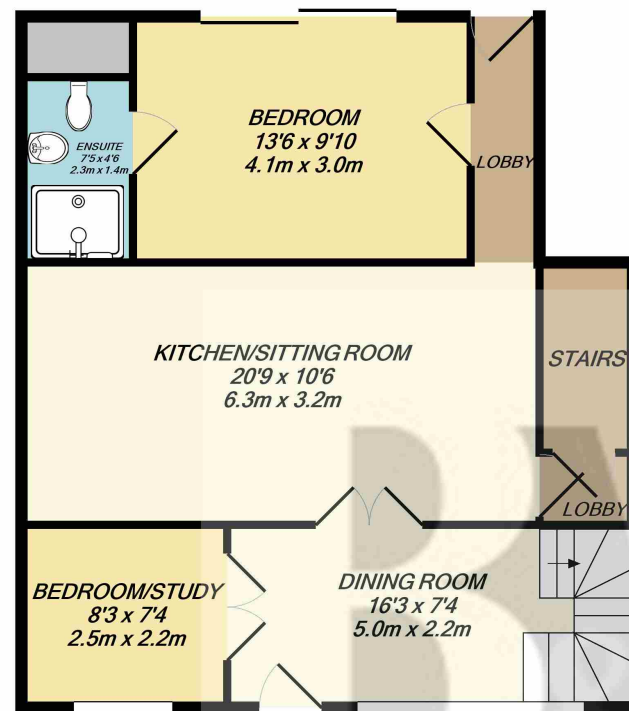 BEDROOM
13'6 x 9'10
4.1m x 3.0m
ENSUITE
7'5 x 4'6
2.3m x 1.4m
LOBBY
KITCHEN/SITTING ROOM
20'9 x 10'6
6.3m x 3.2m
STAIRS
LOBBY
BEDROOM/STUDY
8'3 x 7'4
2.5m x 2.2m
DINING ROOM
16'3 x 7'4
5.0m x 2.2m